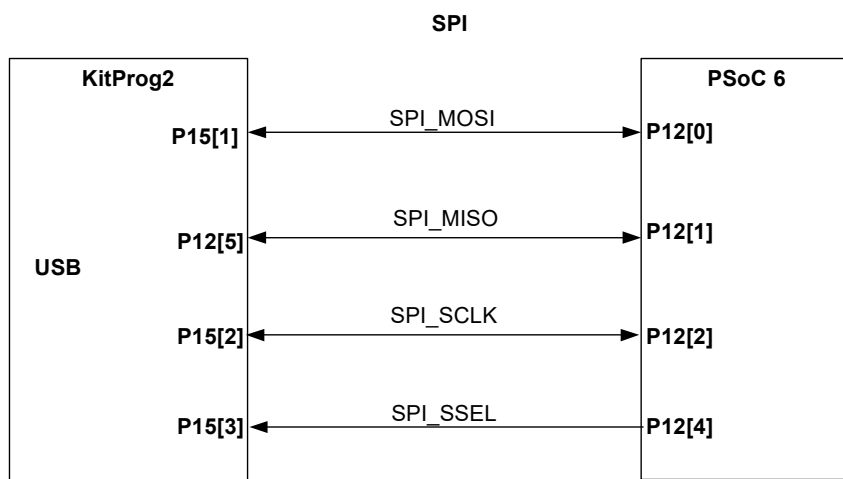 SPI
KitProg2
PSoC 6
SPI_MOSI
P15[1]
P12[0]
SPI_MISO
P12[5]
P12[1]
USB
SPI_SCLK
P15[2]
P12[2]
SPI_SSEL
P15[3]
P12[4]